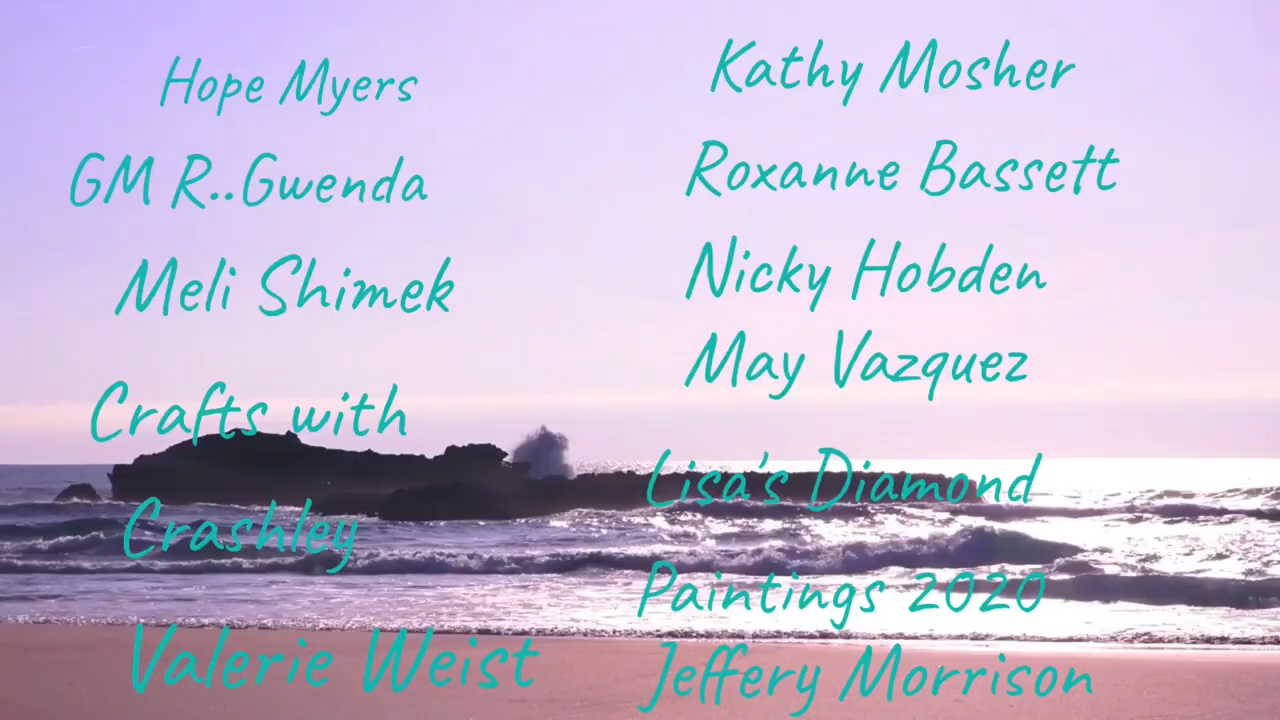 Hope Myers
GM R..Gwenda
Meli Shimek
Crafts with
Crashley
Valerie Weist
Kathy Mosher
Roxanne Bassett
Nicky Hobden
May Vazquez
Lisa's Diamond
Paintings 2020
Jeffery Morrison